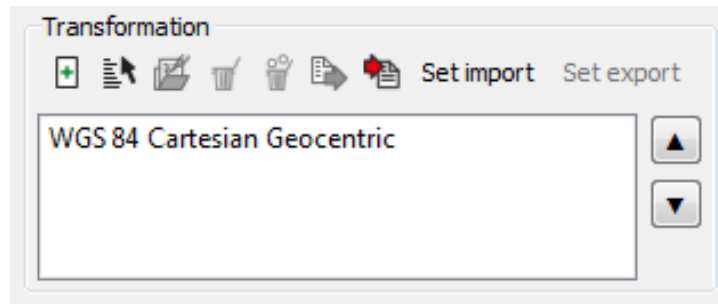 Transformation
Set import Set export
WGS 84 Cartesian Geocentric